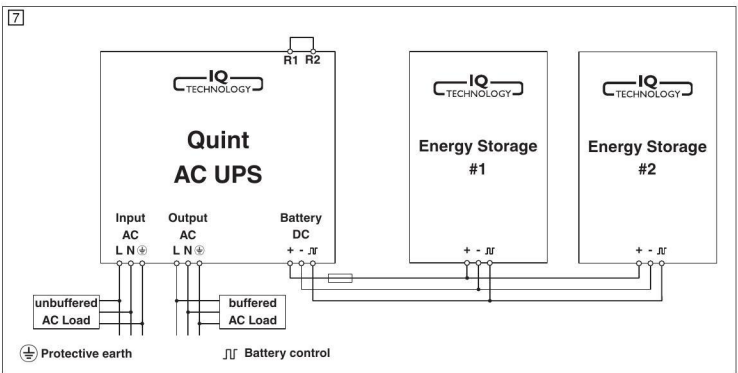 7
R1 R2
IQ
TECHNOLOGY
Quint
AC UPS
Input
AC
L N
Output
AC
L N
Battery
DC
+ -
IQ
TECHNOLOGY
Energy Storage
#1
+ -
IQ
TECHNOLOGY
Energy Storage
#2
+ -
unbuffered
AC Load
buffered
AC Load
Protective earth
Battery control